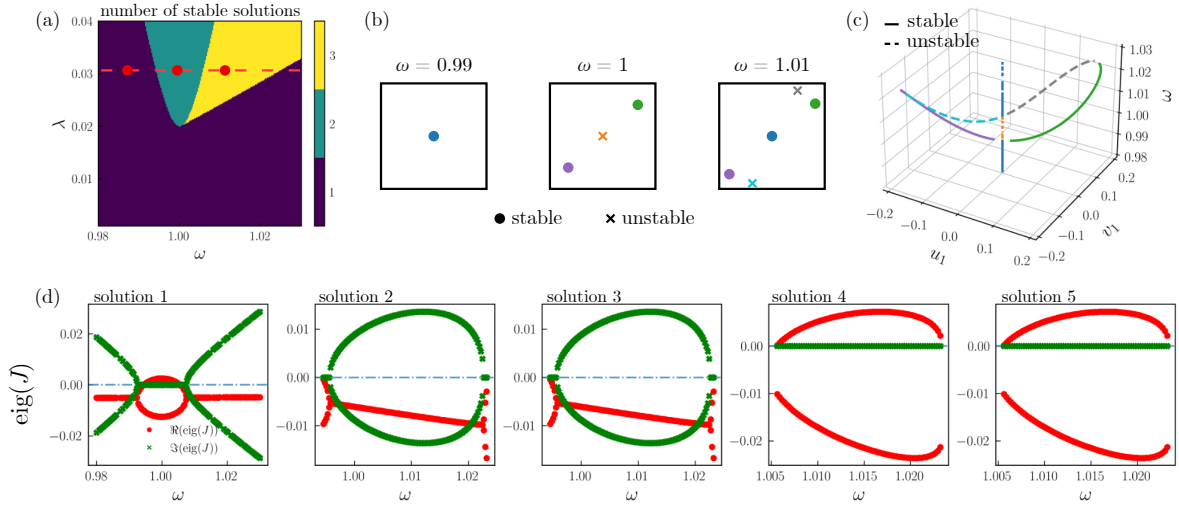 (a)
number of stable solutions
0.04
0.03
0.02
0.01
λ
0.98
1.00
1.02
ω
3
2
1
(b)
ω = 0.99
ω = 1
ω = 1.01
stable
unstable
(c)
stable
unstable
1.03
1.02
1.01
1.00
0.99
0.98
ω
0.2
0.1
0.0
−0.1
−0.2
v₁
−0.2
−0.1
0.0
0.1
0.2
u₁
(d)
eig(J)
solution 1
0.02
0.00
−0.02
ℜ(eig(J))
ℑ(eig(J))
0.98
1.00
1.02
ω
solution 2
0.01
0.00
−0.01
1.00
1.02
ω
solution 3
0.01
0.00
−0.01
1.00
1.02
ω
solution 4
0.00
−0.01
−0.02
1.005
1.010
1.015
1.020
ω
solution 5
0.00
−0.01
−0.02
1.005
1.010
1.015
1.020
ω